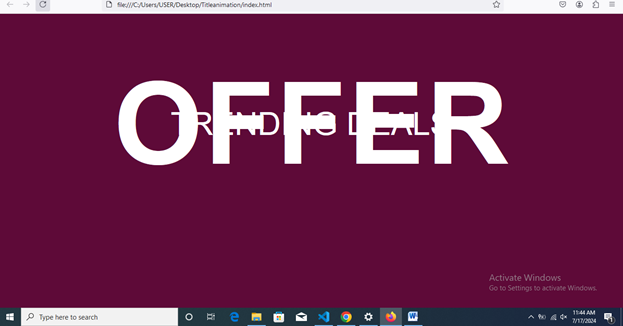 file:///C:/Users/USER/Desktop/Titleanimation/index.html
OFFER
TRENDING DEALS
Activate Windows
Go to Settings to activate Windows.
Type here to search
11:44 AM
7/17/2024